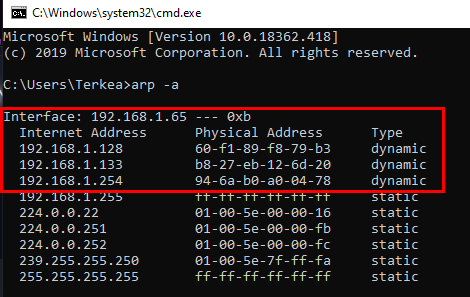 C:\Windows\system32\cmd.exe
Microsoft Windows [Version 10.0.18362.418]
(c) 2019 Microsoft Corporation. All rights reserved.
C:\Users\Terkea>arp -a
Interface: 192.168.1.65 --- 0xb
Internet Address Physical Address Type
192.168.1.128 60-f1-89-f8-79-b3 dynamic
192.168.1.133 b8-27-eb-12-6d-20 dynamic
192.168.1.254 94-6a-b0-a0-04-78 dynamic
192.168.1.255 ff-ff-ff-ff-ff-ff static
224.0.0.22 01-00-5e-00-00-16 static
224.0.0.251 01-00-5e-00-00-fb static
224.0.0.252 01-00-5e-00-00-fc static
239.255.255.250 01-00-5e-7f-ff-fa static
255.255.255.255 ff-ff-ff-ff-ff-ff static